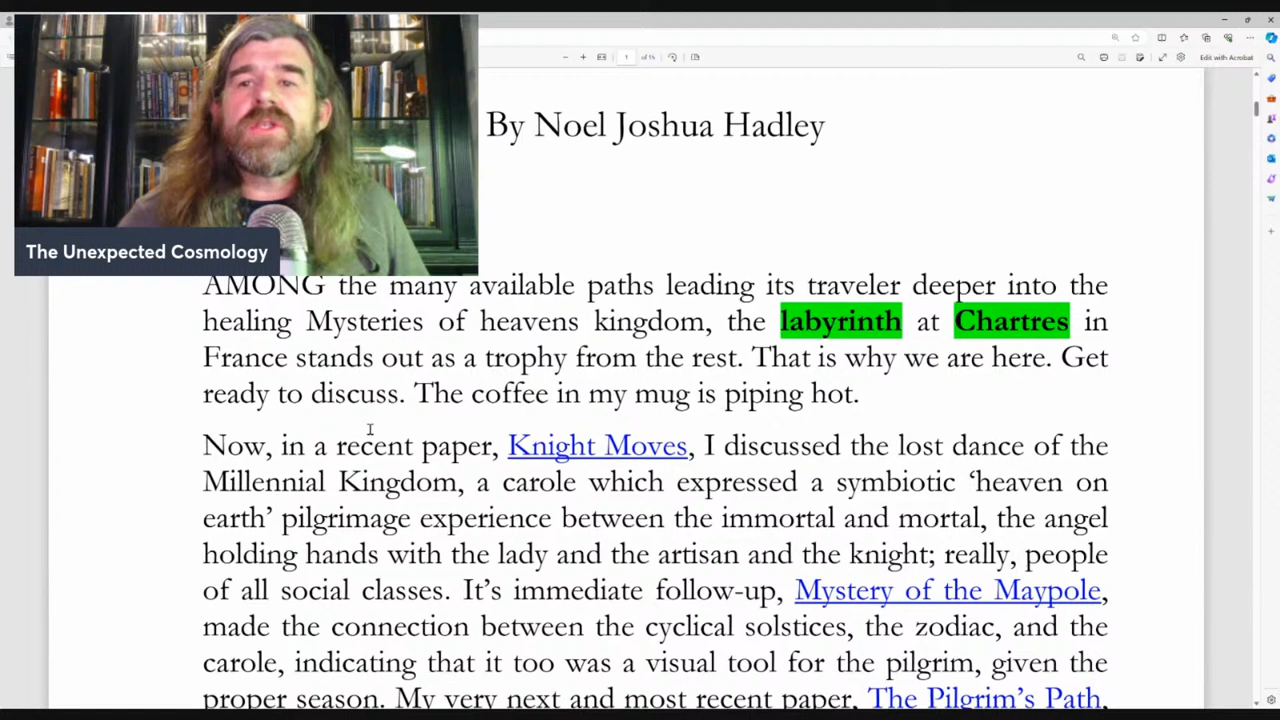 1 of 15
Edit with Acrobat
By Noel Joshua Hadley
The Unexpected Cosmology
AMONG the many available paths leading its traveler deeper into the
healing Mysteries of heavens kingdom, the labyrinth at Chartres in
France stands out as a trophy from the rest. That is why we are here. Get
ready to discuss. The coffee in my mug is piping hot.
Now, in a recent paper, Knight Moves, I discussed the lost dance of the
Millennial Kingdom, a carole which expressed a symbiotic ‘heaven on
earth’ pilgrimage experience between the immortal and mortal, the angel
holding hands with the lady and the artisan and the knight; really, people
of all social classes. It’s immediate follow-up, Mystery of the Maypole,
made the connection between the cyclical solstices, the zodiac, and the
carole, indicating that it too was a visual tool for the pilgrim, given the
proper season. My very next and most recent paper, The Pilgrim’s Path,